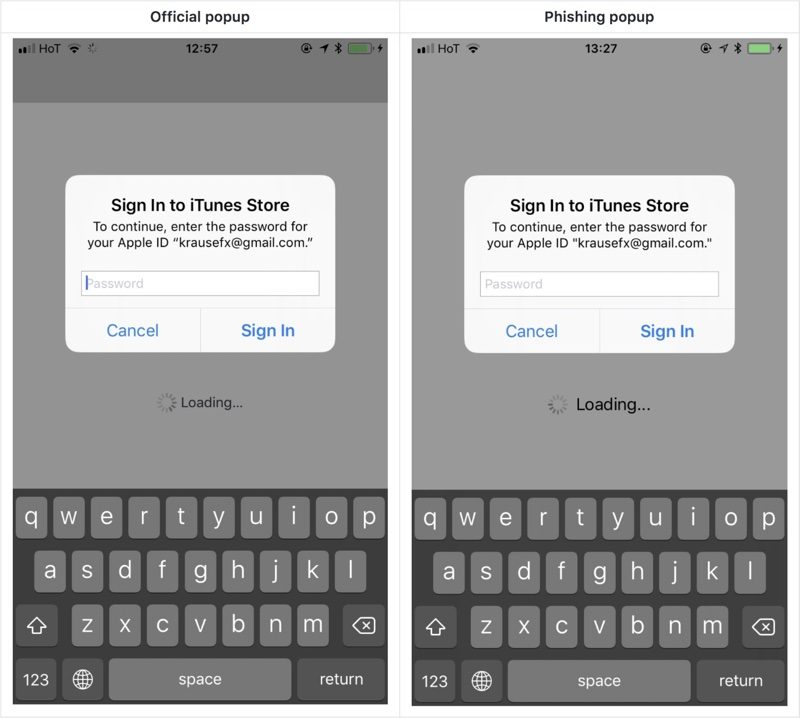 Official popup
Phishing popup
HoT 12:57
Sign In to iTunes Store
To continue, enter the password for
your Apple ID “krausefx@gmail.com.”
Password
Cancel Sign In
Loading...
q w e r t y u i o p
a s d f g h j k l
z x c v b n m
123 space return
HoT 13:27
Sign In to iTunes Store
To continue, enter the password for
your Apple ID "krausefx@gmail.com."
Password
Cancel Sign In
Loading...
q w e r t y u i o p
a s d f g h j k l
z x c v b n m
123 space return